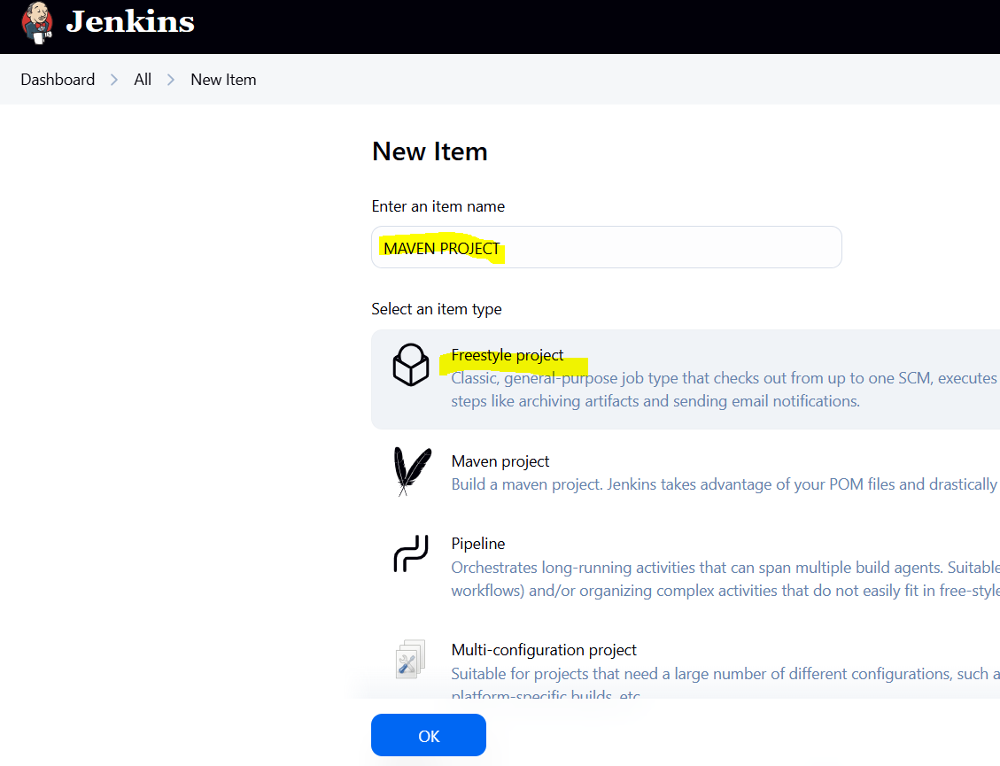 Jenkins
Dashboard > All > New Item
New Item
Enter an item name
MAVEN PROJECT
Select an item type
Freestyle project
Classic, general-purpose job type that checks out from up to one SCM, executes
steps like archiving artifacts and sending email notifications.
Maven project
Build a maven project. Jenkins takes advantage of your POM files and drastically
Pipeline
Orchestrates long-running activities that can span multiple build agents. Suitable
workflows) and/or organizing complex activities that do not easily fit in free-style
Multi-configuration project
Suitable for projects that need a large number of different configurations, such a
platform-specific builds, etc.
OK